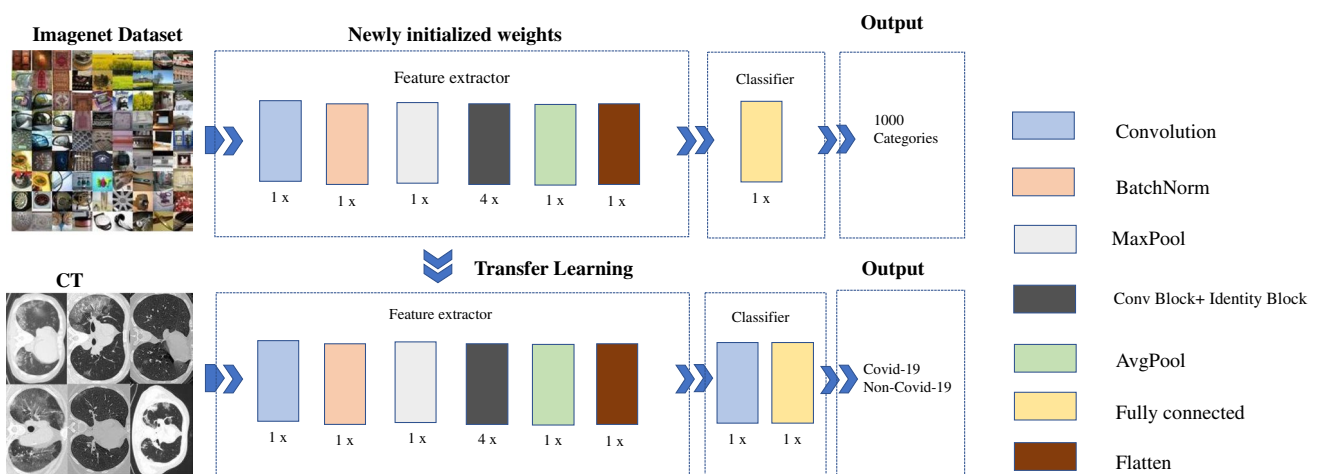 Imagenet Dataset
Newly initialized weights
Output
Feature extractor
Classifier
1000
Categories
1 x
1 x
1 x
4 x
1 x
1 x
1 x
Transfer Learning
CT
Output
Feature extractor
Classifier
Covid-19
Non-Covid-19
1 x
1 x
1 x
4 x
1 x
1 x
1 x
1 x
Convolution
BatchNorm
MaxPool
Conv Block+ Identity Block
AvgPool
Fully connected
Flatten